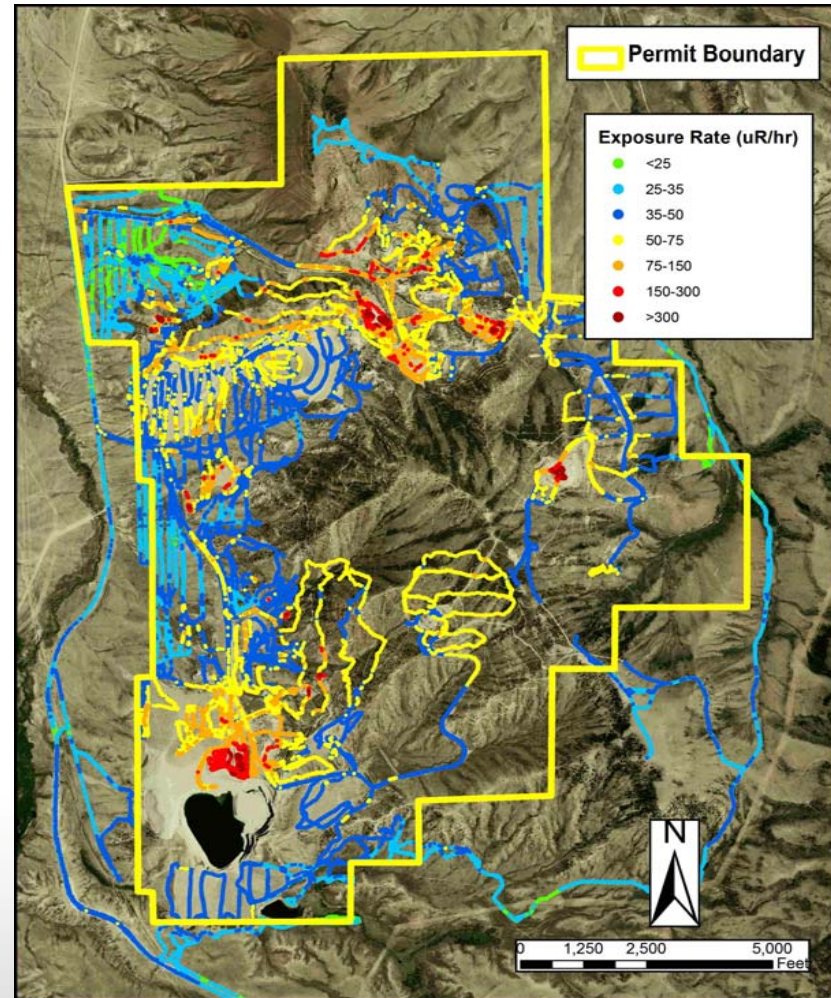 Permit Boundary
Exposure Rate (uR/hr)
<25
25-35
35-50
50-75
75-150
150-300
>300
N
0 1,250 2,500 5,000
Feet